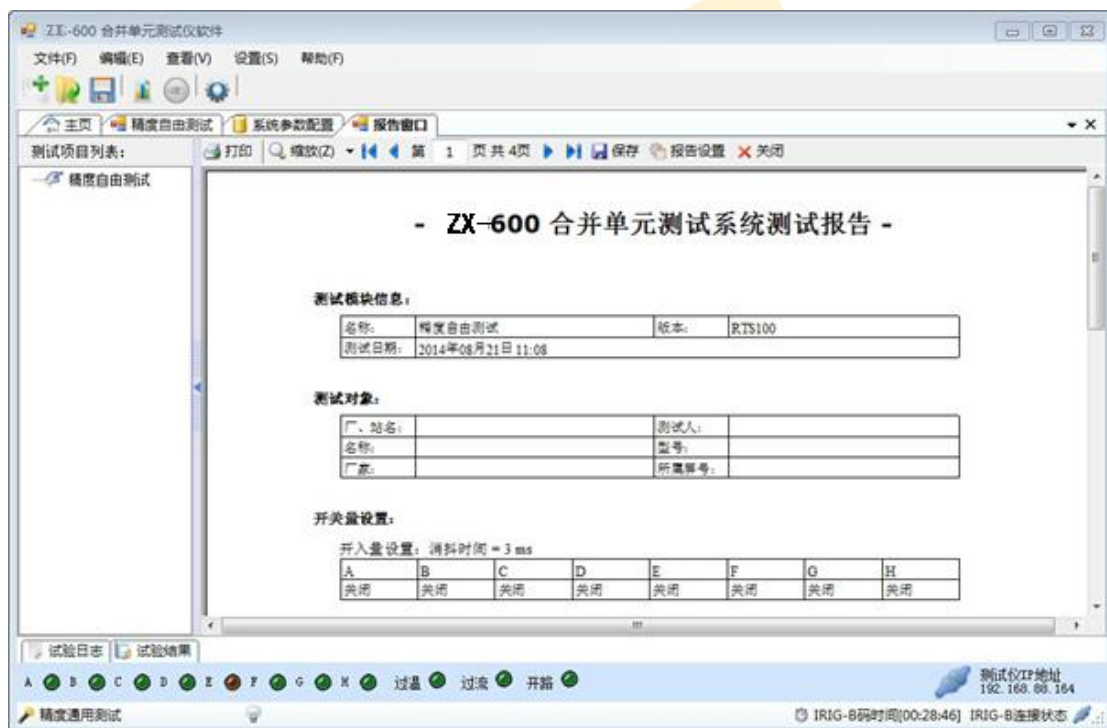 ZX-600 合并单元测试仪软件
文件(F) 编辑(E) 查看(V) 设置(S) 帮助(F)
主页 精度自由测试 系统参数配置 报告窗口
测试项目列表: 打印 缩放(Z) 第 1 页 共 4页 保存 报告设置 关闭
精度自由测试
- ZX-600 合并单元测试系统测试报告 -
测试模块信息:
名称: 精度自由测试 版本: RTS100
测试日期: 2014年08月21日 11:08
测试对象:
厂、站名: 测试人:
名称: 型号:
厂家: 所属屏号:
开关量设置:
开入量设置: 消抖时间 = 3 ms
A B C D E F G H
关闭 关闭 关闭 关闭 关闭 关闭 关闭 关闭
试验日志 试验结果
A B C D E F G H 过温 过流 开路
测试仪IP地址
192.168.88.164
精度通用测试 IRIG-B码时间[00:28:46] IRIG-B连接状态